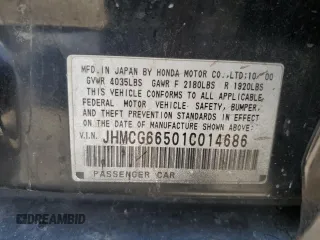 MFD.IN JAPAN BY HONDA MOTOR CO.,LTD:10/00
GVWR 4035LBS GAWR F 2180LBS R 1920LBS
THIS VEHICLE CONFORMS TO ALL APPLICABLE
FEDERAL MOTOR VEHICLE SAFETY, BUMPER,
AND THEFT PREVENTION STANDARDS IN EFFECT
ON THE DATE OF MANUFACTURE SHOWN ABOVE.
V.I.N. JHMCG66501C014686
PASSENGER CAR
©DREAMBID